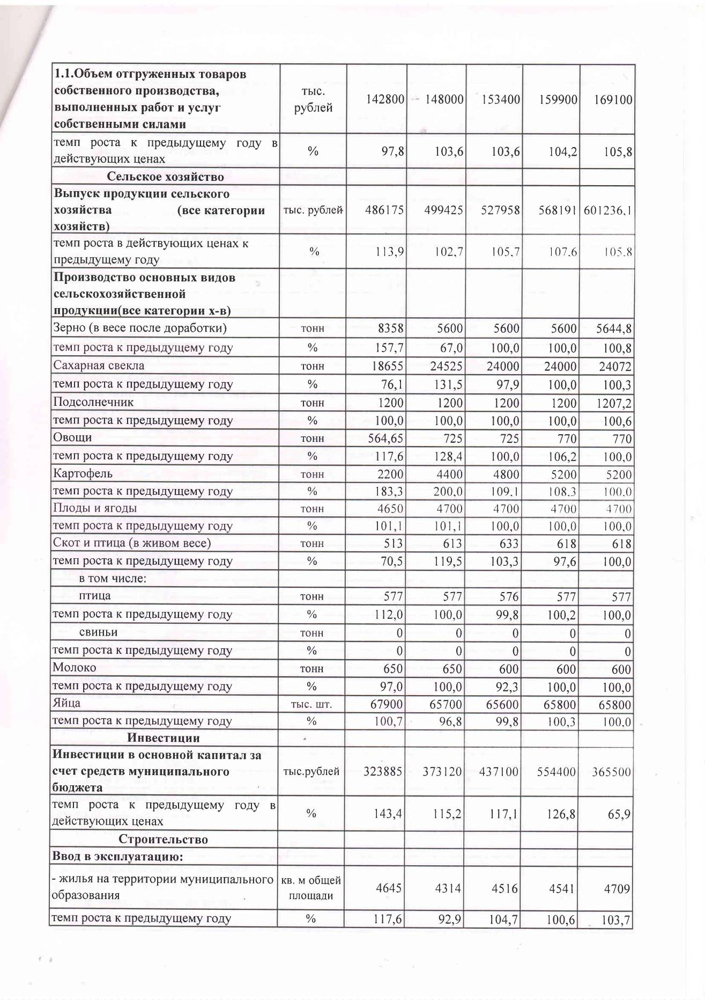 1.1.Объем отгруженных товаров
собственного производства,
выполненных работ и услуг
собственными силами
тыс.
рублей
142800 148000 153400 159900 169100
темп роста к предыдущему году в
действующих ценах
% 97,8 103,6 103,6 104,2 105,8
Сельское хозяйство
Выпуск продукции сельского
хозяйства (все категории
хозяйств)
тыс. рублей 486175 499425 527958 568191 601236,1
темп роста в действующих ценах к
предыдущему году
% 113,9 102,7 105,7 107,6 105,8
Производство основных видов
сельскохозяйственной
продукции(все категории х-в)
Зерно (в весе после доработки) тонн 8358 5600 5600 5600 5644,8
темп роста к предыдущему году % 157,7 67,0 100,0 100,0 100,8
Сахарная свекла тонн 18655 24525 24000 24000 24072
темп роста к предыдущему году % 76,1 131,5 97,9 100,0 100,3
Подсолнечник тонн 1200 1200 1200 1200 1207,2
темп роста к предыдущему году % 100,0 100,0 100,0 100,0 100,6
Овощи тонн 564,65 725 725 770 770
темп роста к предыдущему году % 117,6 128,4 100,0 106,2 100,0
Картофель тонн 2200 4400 4800 5200 5200
темп роста к предыдущему году % 183,3 200,0 109,1 108,3 100,0
Плоды и ягоды тонн 4650 4700 4700 4700 4700
темп роста к предыдущему году % 101,1 101,1 100,0 100,0 100,0
Скот и птица (в живом весе) тонн 513 613 633 618 618
темп роста к предыдущему году % 70,5 119,5 103,3 97,6 100,0
в том числе:
птица тонн 577 577 576 577 577
темп роста к предыдущему году % 112,0 100,0 99,8 100,2 100,0
свиньи тонн 0 0 0 0 0
темп роста к предыдущему году % 0 0 0 0 0
Молоко тонн 650 650 600 600 600
темп роста к предыдущему году % 97,0 100,0 92,3 100,0 100,0
Яйца тыс. шт. 67900 65700 65600 65800 65800
темп роста к предыдущему году % 100,7 96,8 99,8 100,3 100,0
Инвестиции
Инвестиции в основной капитал за
счет средств муниципального
бюджета
тыс.рублей 323885 373120 437100 554400 365500
темп роста к предыдущему году в
действующих ценах
% 143,4 115,2 117,1 126,8 65,9
Строительство
Ввод в эксплуатацию:
- жилья на территории муниципального
образования
кв. м общей
площади
4645 4314 4516 4541 4709
темп роста к предыдущему году % 117,6 92,9 104,7 100,6 103,7